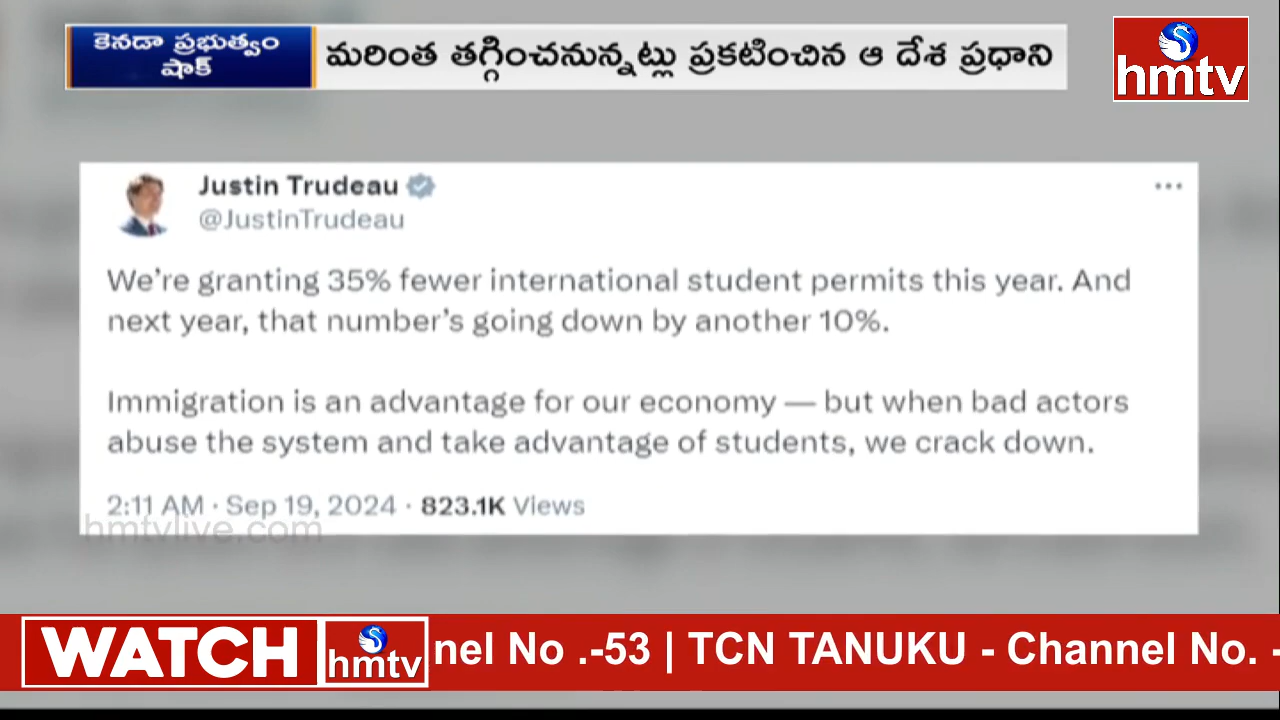 కెనడా ప్రభుత్వం
షాక్
మరింత తగ్గించనున్నట్లు ప్రకటించిన ఆ దేశ ప్రధాని
hmtv
Justin Trudeau
@JustinTrudeau
We’re granting 35% fewer international student permits this year. And
next year, that number’s going down by another 10%.
Immigration is an advantage for our economy — but when bad actors
abuse the system and take advantage of students, we crack down.
2:11 AM · Sep 19, 2024 · 823.1K Views
hmtvlive.com
WATCH hmtv nel No .-53 | TCN TANUKU - Channel No. -